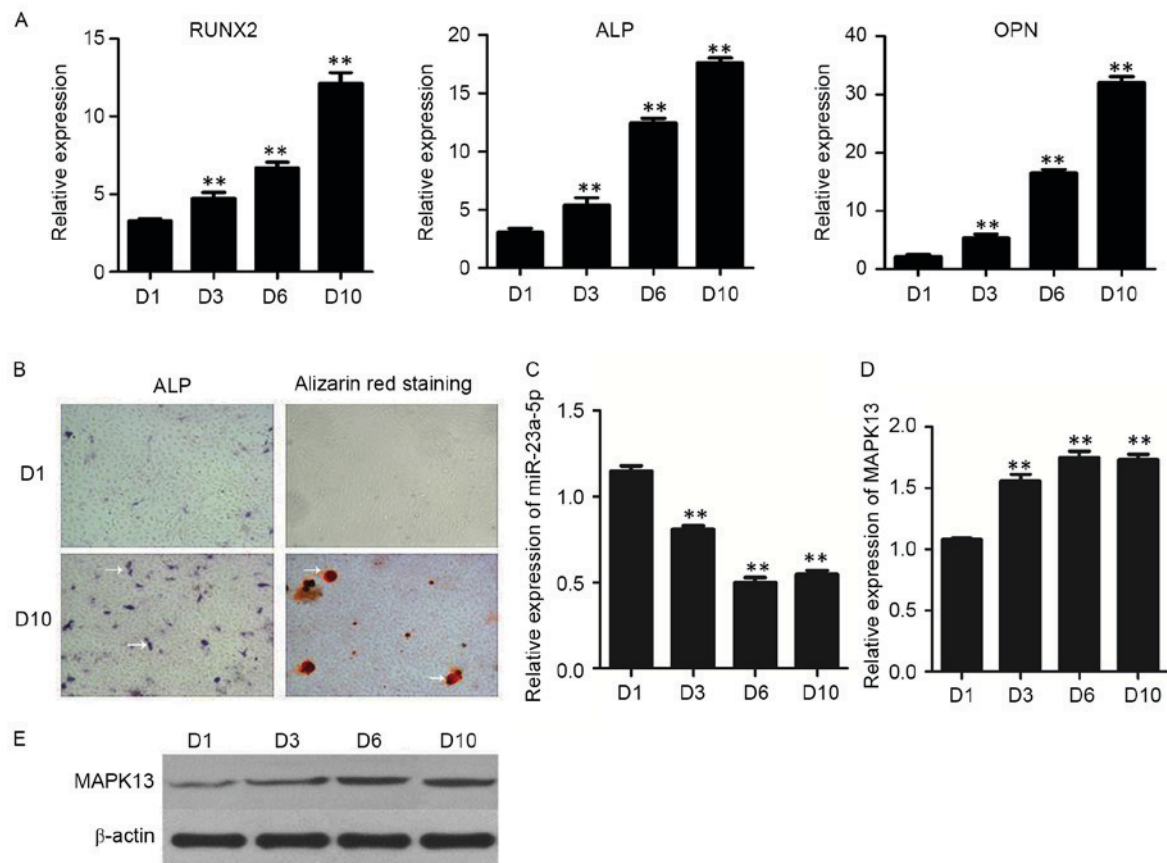 A
RUNX2
ALP
OPN
Relative expression
15
10
5
0
**
**
**
D1
D3
D6
D10
Relative expression
20
15
10
5
0
**
**
**
D1
D3
D6
D10
Relative expression
40
30
20
10
0
**
**
**
D1
D3
D6
D10
B
ALP
Alizarin red staining
D1
D10
C
Relative expression of miR-23a-5p
1.5
1.0
0.5
0.0
**
**
**
D1
D3
D6
D10
D
Relative expression of MAPK13
2.0
1.5
1.0
0.5
0.0
**
**
**
D1
D3
D6
D10
E
D1
D3
D6
D10
MAPK13
β-actin